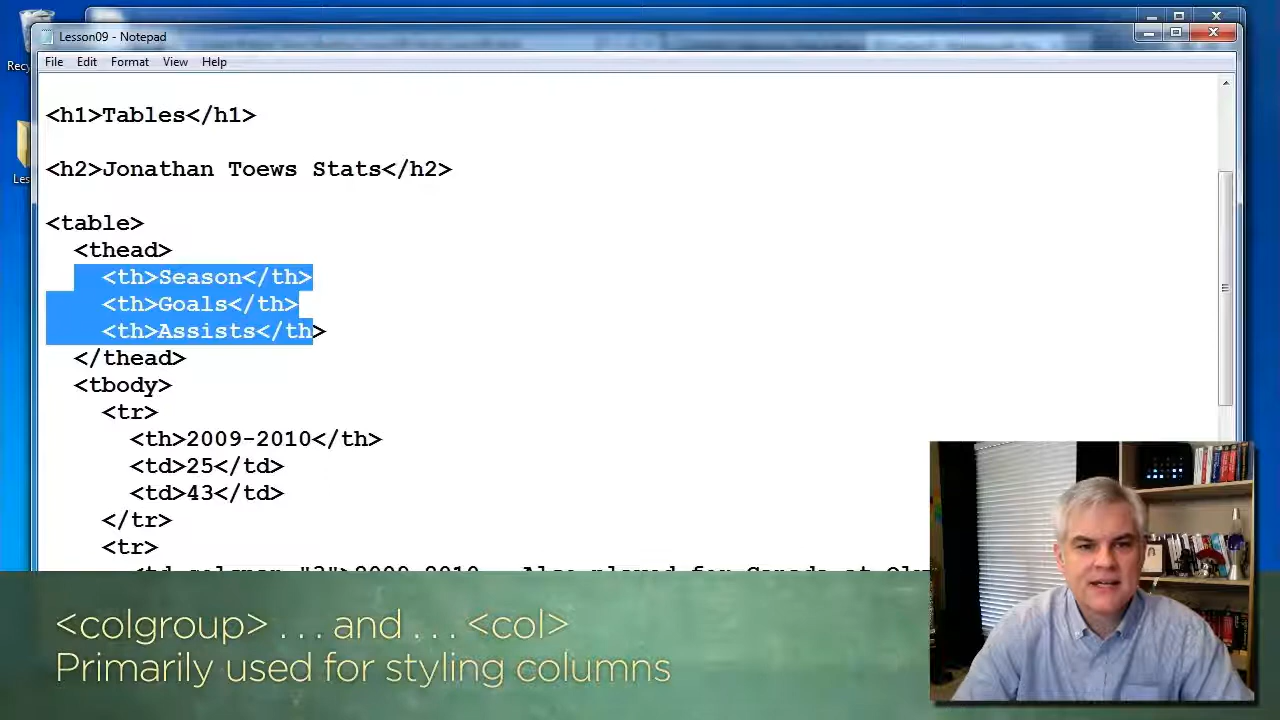 Lesson09 - Notepad
File Edit Format View Help
<h1>Tables</h1>
<h2>Jonathan Toews Stats</h2>
<table>
<thead>
<th>Season</th>
<th>Goals</th>
<th>Assists</th>
</thead>
<tbody>
<tr>
<th>2009-2010</th>
<td>25</td>
<td>43</td>
</tr>
<tr>
<colgroup> . . . and . . . <col>
Primarily used for styling columns